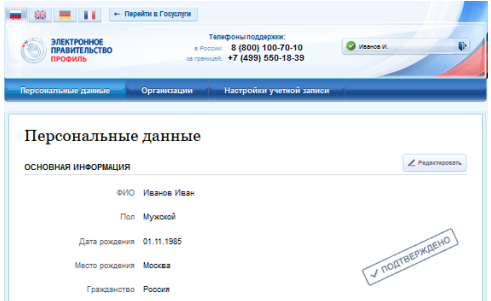 ← Перейти в Госуслуги
ЭЛЕКТРОННОЕ
ПРАВИТЕЛЬСТВО
ПРОФИЛЬ
Телефоны поддержки:
в России: 8 (800) 100-70-10
за границей: +7 (499) 550-18-39
Иванов И.
Персональные данные Организации Настройки учетной записи
Персональные данные
ОСНОВНАЯ ИНФОРМАЦИЯ
Редактировать
ФИО Иванов Иван
Пол Мужской
Дата рождения 01.11.1985
Место рождения Москва
Гражданство Россия
ПОДТВЕРЖДЕНО